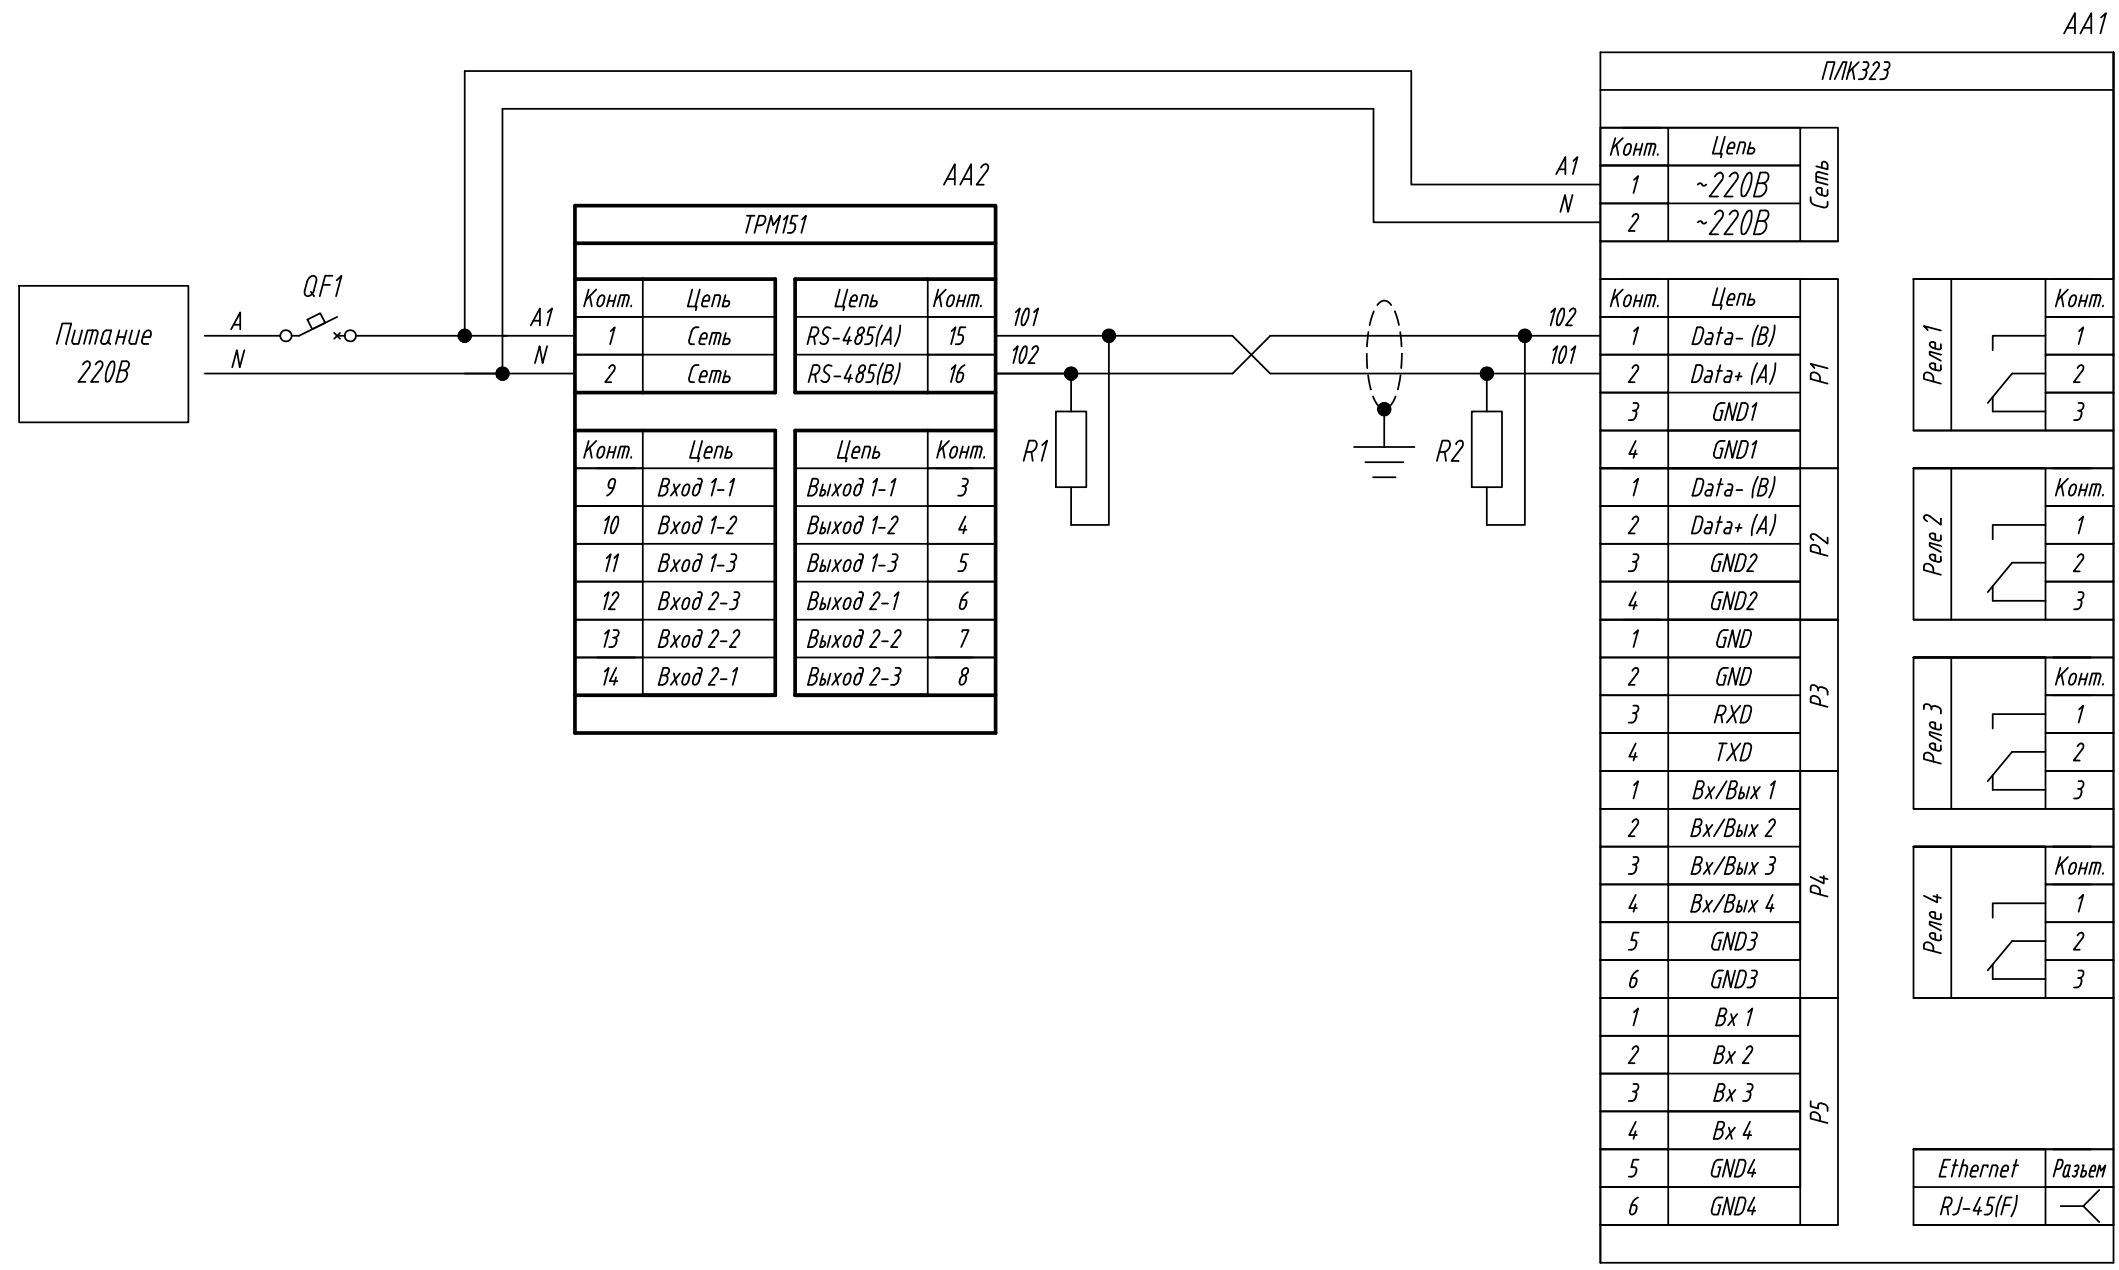 АА1
ПЛК323
Конт. Цепь
1 ~220В
2 ~220В
Сеть
А1
N
АА2
ТРМ151
Конт. Цепь
1 Сеть
2 Сеть
Цепь Конт.
RS-485(А) 15
RS-485(В) 16
Конт. Цепь
9 Вход 1-1
10 Вход 1-2
11 Вход 1-3
12 Вход 2-3
13 Вход 2-2
14 Вход 2-1
Цепь Конт.
Выход 1-1 3
Выход 1-2 4
Выход 1-3 5
Выход 2-1 6
Выход 2-2 7
Выход 2-3 8
Питание
220В
QF1
А
N
А1
N
101
102
R1
R2
102
101
Конт. Цепь
1 Data- (В)
2 Data+ (А)
3 GND1
4 GND1
Р1
1 Data- (В)
2 Data+ (А)
3 GND2
4 GND2
Р2
1 GND
2 GND
3 RXD
4 TXD
Р3
1 Вх/Вых 1
2 Вх/Вых 2
3 Вх/Вых 3
4 Вх/Вых 4
5 GND3
6 GND3
Р4
1 Вх 1
2 Вх 2
3 Вх 3
4 Вх 4
5 GND4
6 GND4
Р5
Реле 1
Конт.
1
2
3
Реле 2
Конт.
1
2
3
Реле 3
Конт.
1
2
3
Реле 4
Конт.
1
2
3
Ethernet Разъем
RJ-45(F)